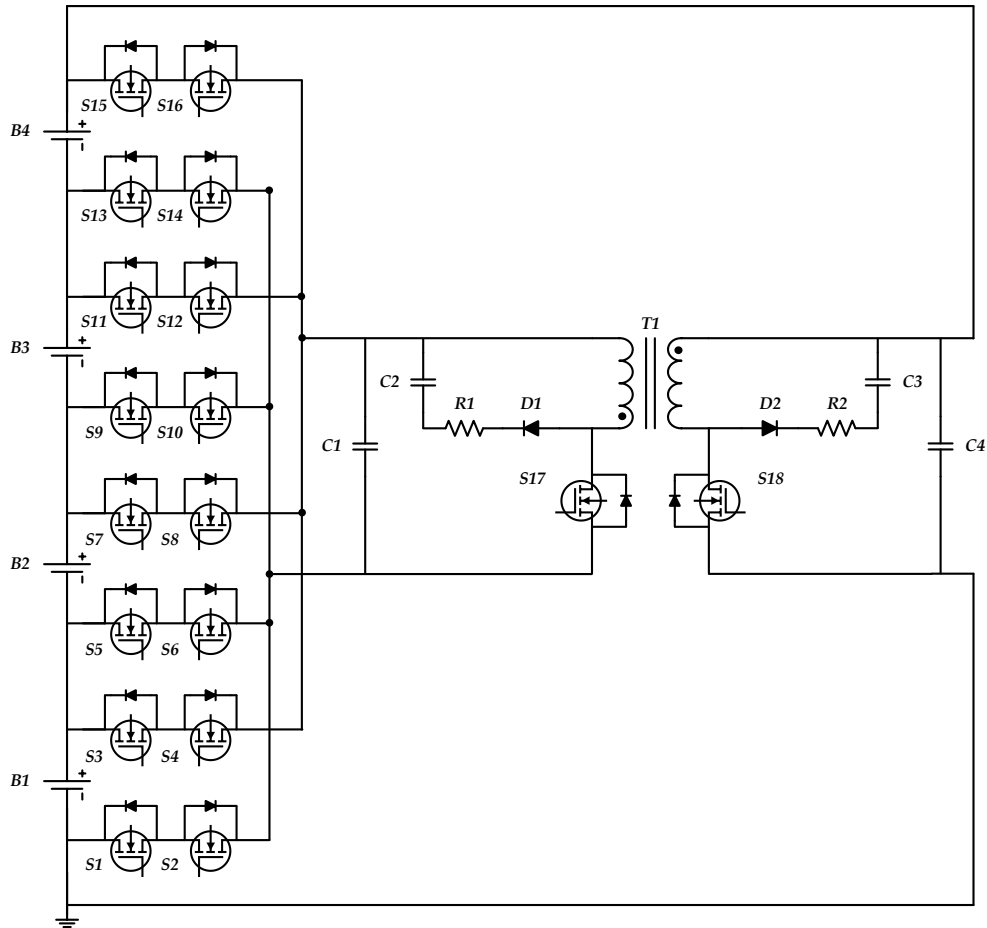 S15 S16
B4 +
-
S13 S14
S11 S12
T1
B3 +
-
C2 C3
R1 D1 D2 R2
S9 S10
C1 C4
S17 S18
S7 S8
B2 +
-
S5 S6
S3 S4
B1 +
-
S1 S2